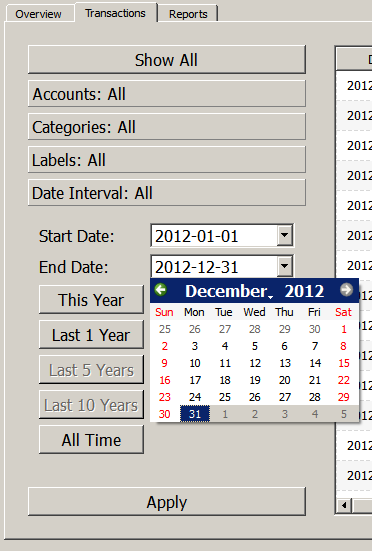 Overview Transactions Reports
Show All
Accounts: All
Categories: All
Labels: All
Date Interval: All
Start Date: 2012-01-01
End Date: 2012-12-31
This Year
Last 1 Year
Last 5 Years
Last 10 Years
All Time
December, 2012
Sun Mon Tue Wed Thu Fri Sat
25 26 27 28 29 30 1
2 3 4 5 6 7 8
9 10 11 12 13 14 15
16 17 18 19 20 21 22
23 24 25 26 27 28 29
30 31 1 2 3 4 5
Apply
D
2012
2012
2012
2012
2012
2012
2012
2012
2012
2012
2012
2012
2012
2012